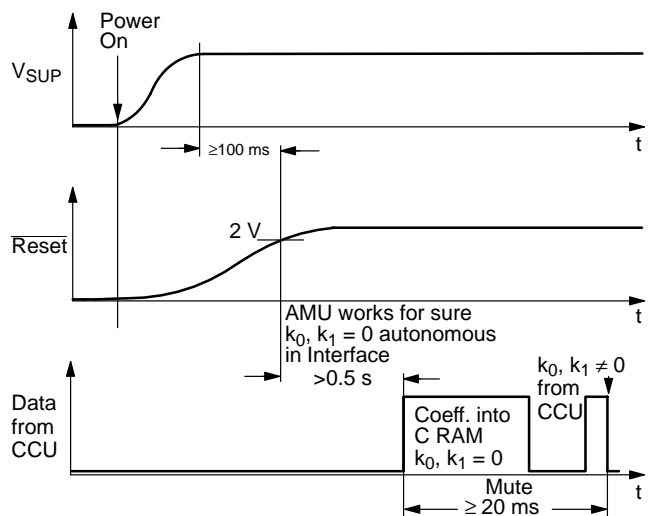 Power
On
VSUP
t
≥100 ms
2 V
Reset
t
AMU works for sure
k0, k1 = 0 autonomous
in Interface
>0.5 s
k0, k1 ≠ 0
from
CCU
Data
from
CCU
Coeff. into
C RAM
k0, k1 = 0
t
Mute
≥ 20 ms